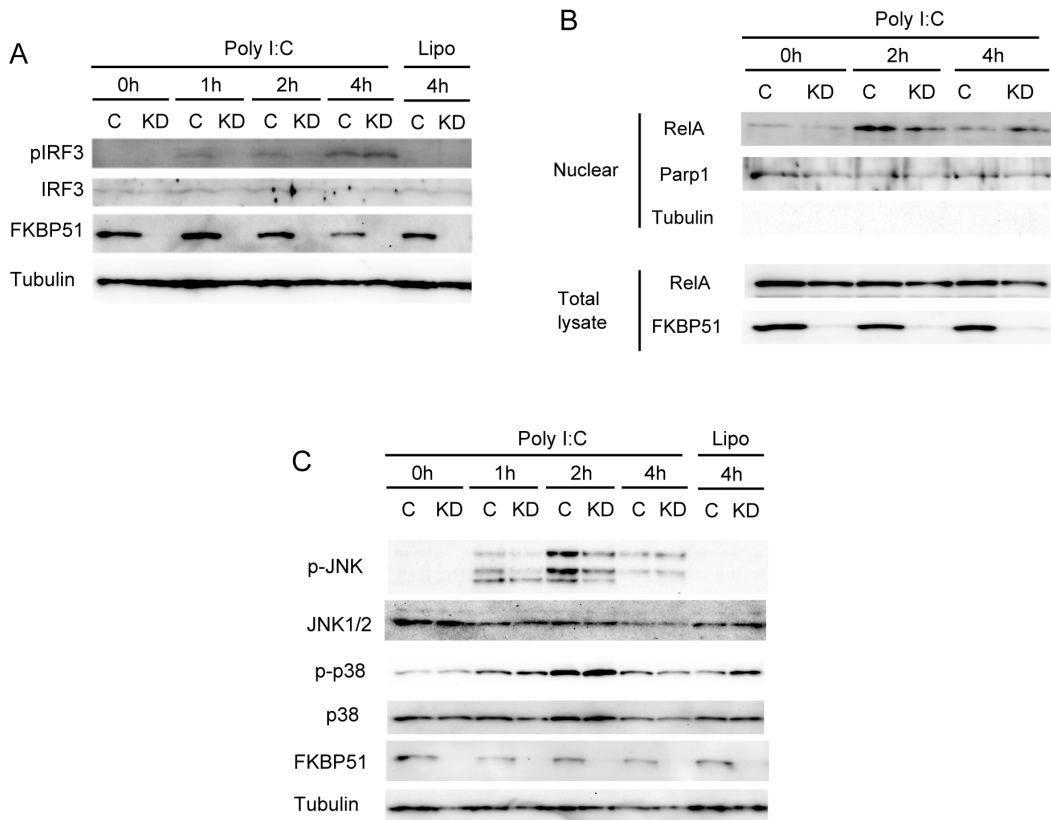 A
Poly I:C Lipo
0h 1h 2h 4h 4h
C KD C KD C KD C KD C KD
pIRF3
IRF3
FKBP51
Tubulin
B
Poly I:C
0h 2h 4h
C KD C KD C KD
Nuclear
RelA
Parp1
Tubulin
Total
lysate
RelA
FKBP51
C
Poly I:C Lipo
0h 1h 2h 4h 4h
C KD C KD C KD C KD C KD
p-JNK
JNK1/2
p-p38
p38
FKBP51
Tubulin